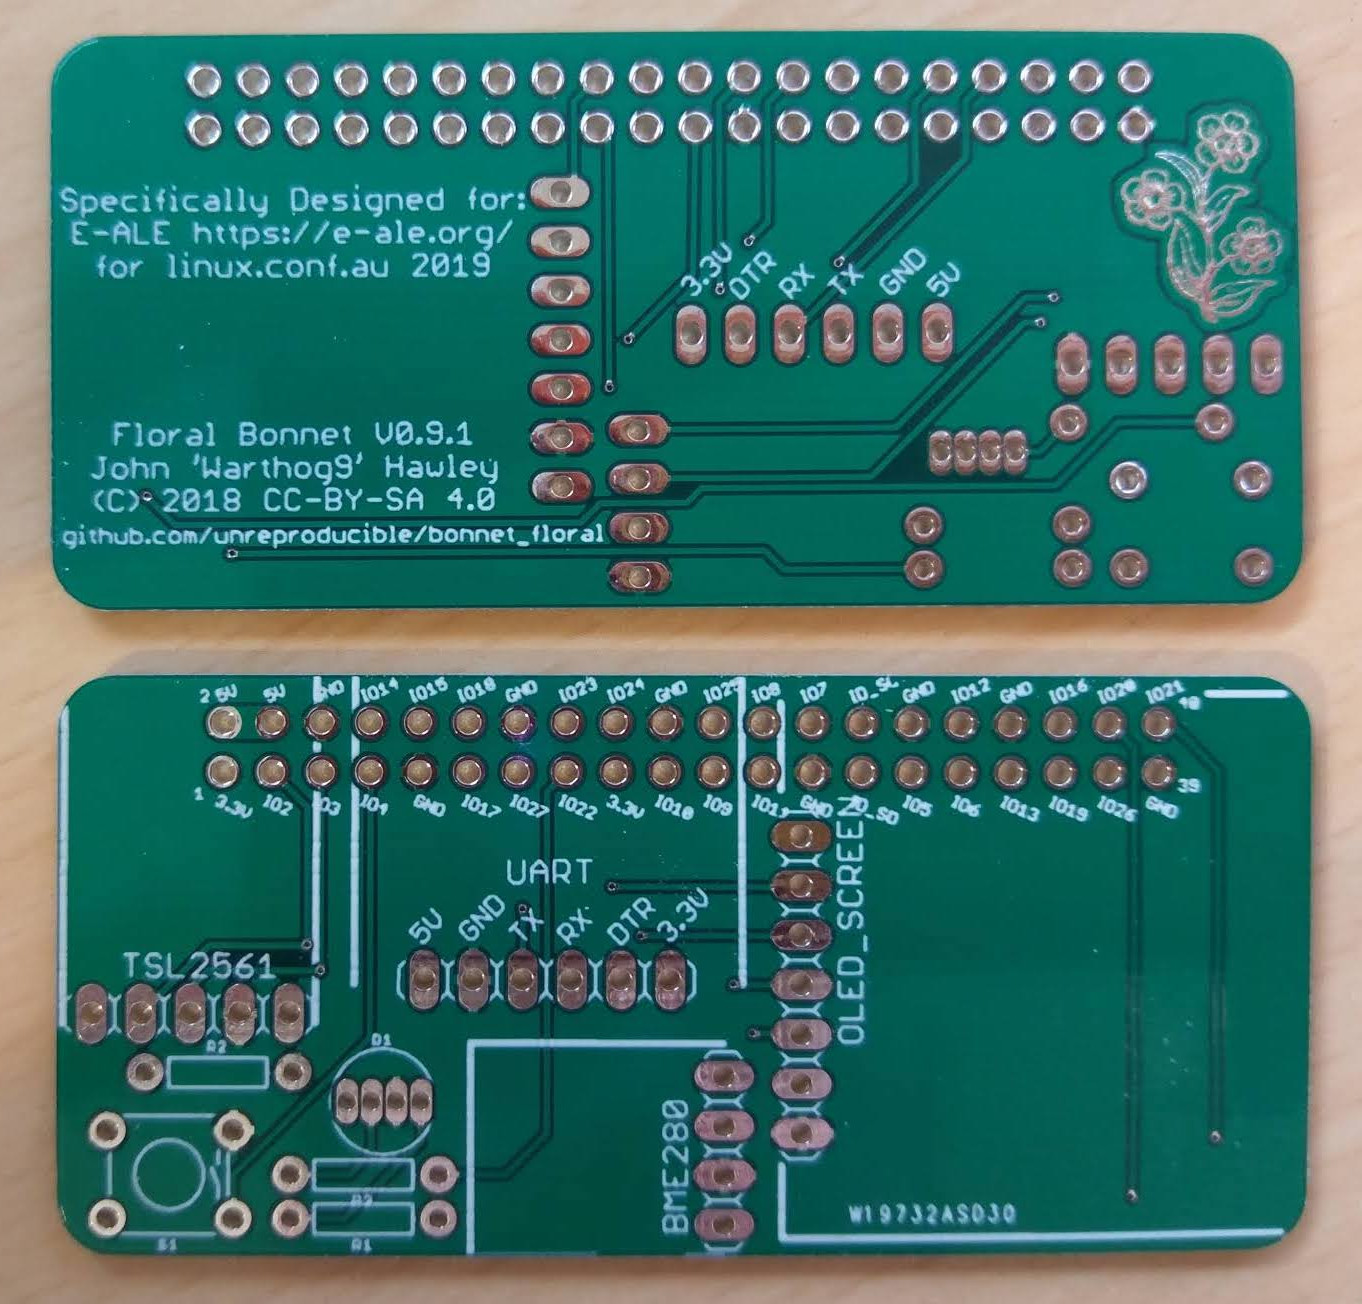 Specifically Designed for:
E-ALE https://e-ale.org/
for linux.conf.au 2019
3.3V DTR RX TX GND 5V
Floral Bonnet V0.9.1
John 'Warthog9' Hawley
(C) 2018 CC-BY-SA 4.0
github.com/unreproducible/bonnet_floral
2 5V 5V GND IO14 IO15 IO18 GND IO23 IO24 GND IO25 IO8 IO7 ID_SC GND IO12 GND IO16 IO20 IO21 40
1 3.3V IO2 IO3 IO4 GND IO17 IO27 IO22 3.3V IO10 IO9 IO11 GND ID_SD IO5 IO6 IO13 IO19 IO26 GND 39
UART
5V GND TX RX DTR 3.3V
OLED_SCREEN
TSL2561
R2
D1
BME280
R3
R1
S1
W19732ASD30